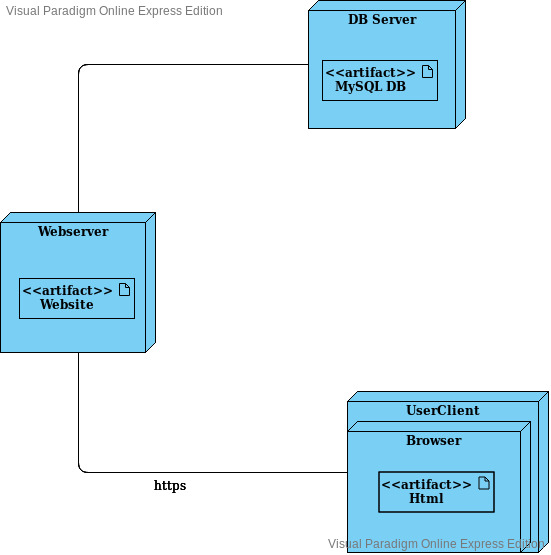 Visual Paradigm Online Express Edition
DB Server
<<artifact>>
MySQL DB
Webserver
<<artifact>>
Website
UserClient
Browser
<<artifact>>
Html
https
Visual Paradigm Online Express Edition